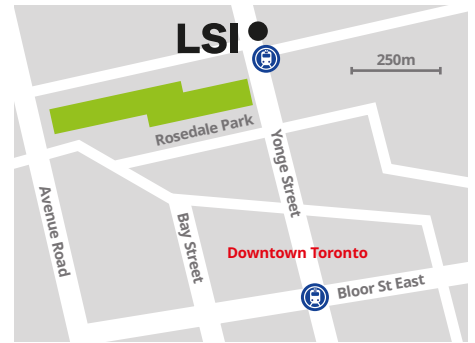 LSI
250m
Rosedale Park
Yonge Street
Avenue Road
Bay Street
Downtown Toronto
Bloor St East